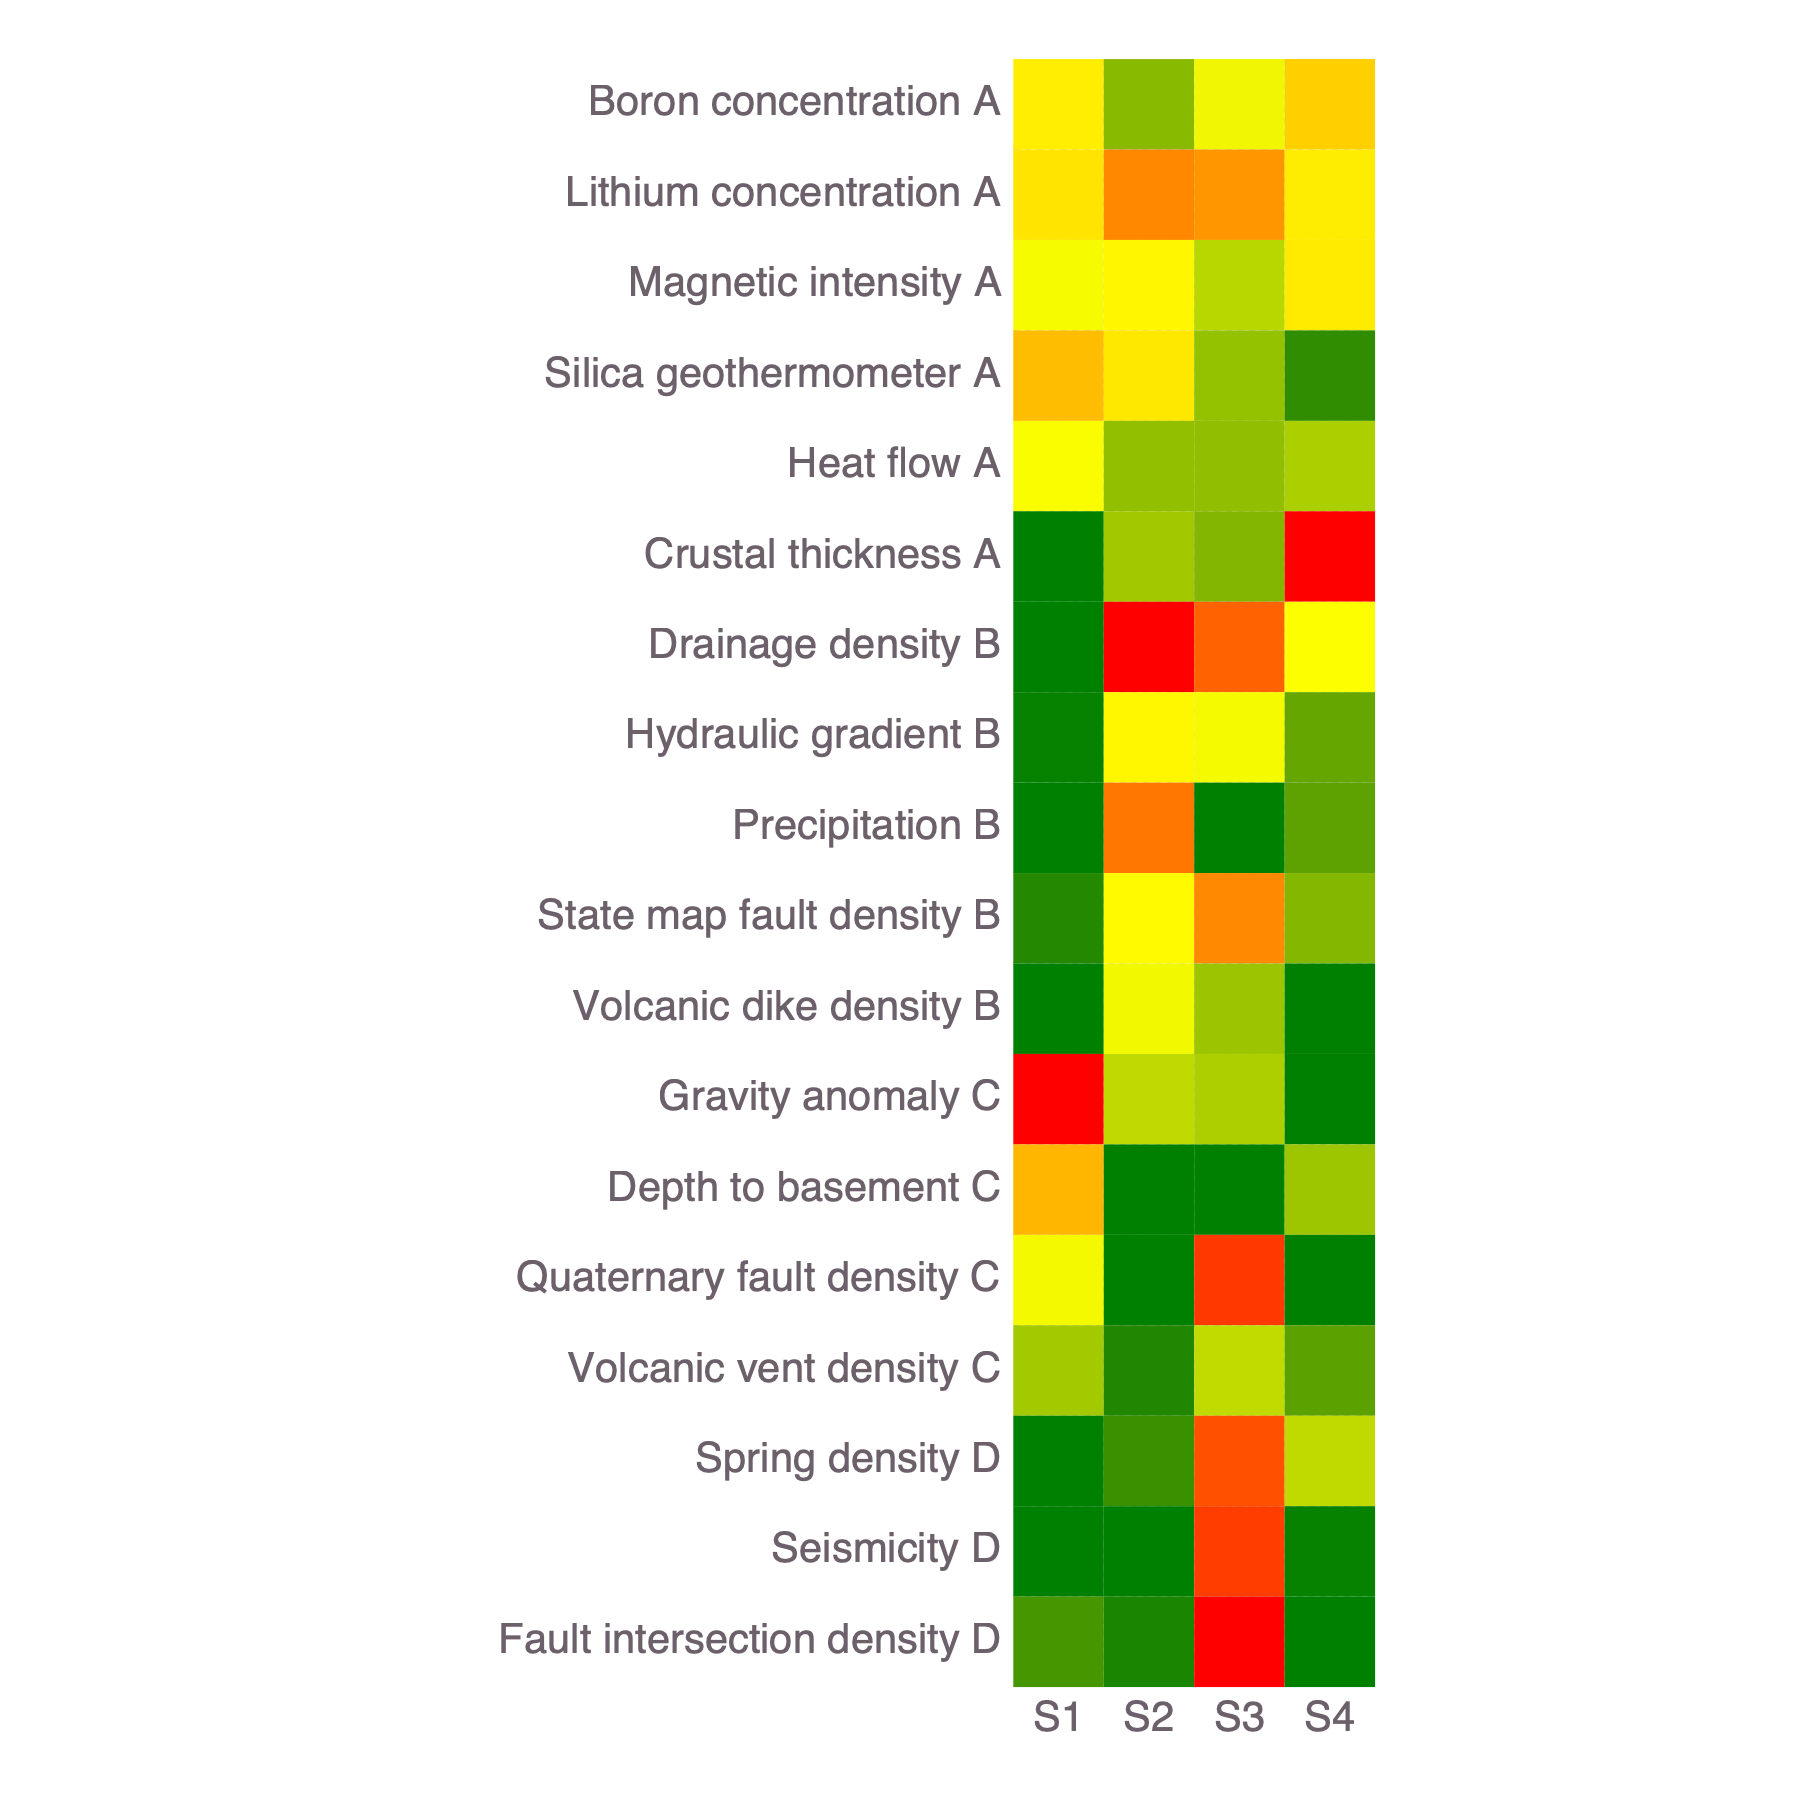 Boron concentration A
Lithium concentration A
Magnetic intensity A
Silica geothermometer A
Heat flow A
Crustal thickness A
Drainage density B
Hydraulic gradient B
Precipitation B
State map fault density B
Volcanic dike density B
Gravity anomaly C
Depth to basement C
Quaternary fault density C
Volcanic vent density C
Spring density D
Seismicity D
Fault intersection density D
S1 S2 S3 S4